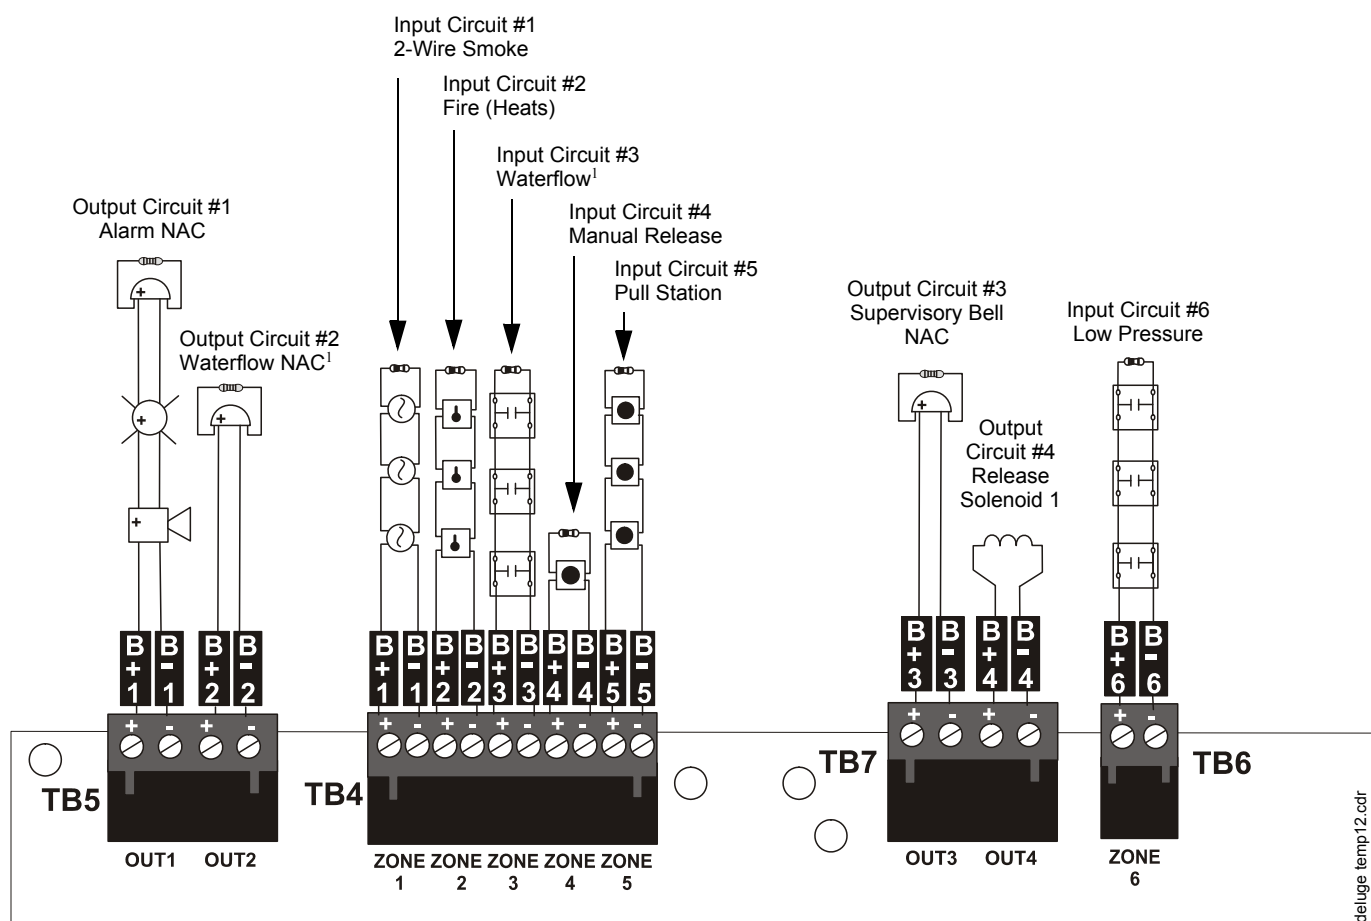 Input Circuit #1
2-Wire Smoke
Input Circuit #2
Fire (Heats)
Input Circuit #3
Waterflow1
Output Circuit #1
Alarm NAC
Input Circuit #4
Manual Release
Input Circuit #5
Pull Station
Output Circuit #2
Waterflow NAC1
Output Circuit #3
Supervisory Bell
NAC
Input Circuit #6
Low Pressure
Output
Circuit #4
Release
Solenoid 1
B+1 B-1 B+2 B-2
B+1 B-1 B+2 B-2 B+3 B-3 B+4 B-4 B+5 B-5
B+3 B-3 B+4 B-4
B+6 B-6
+ - + -
+ - + - + - + - + -
+ - + -
+ -
TB5
TB4
TB7
TB6
OUT1 OUT2
ZONE 1
ZONE 2
ZONE 3
ZONE 4
ZONE 5
OUT3 OUT4
ZONE 6
deluge temp12.cdr